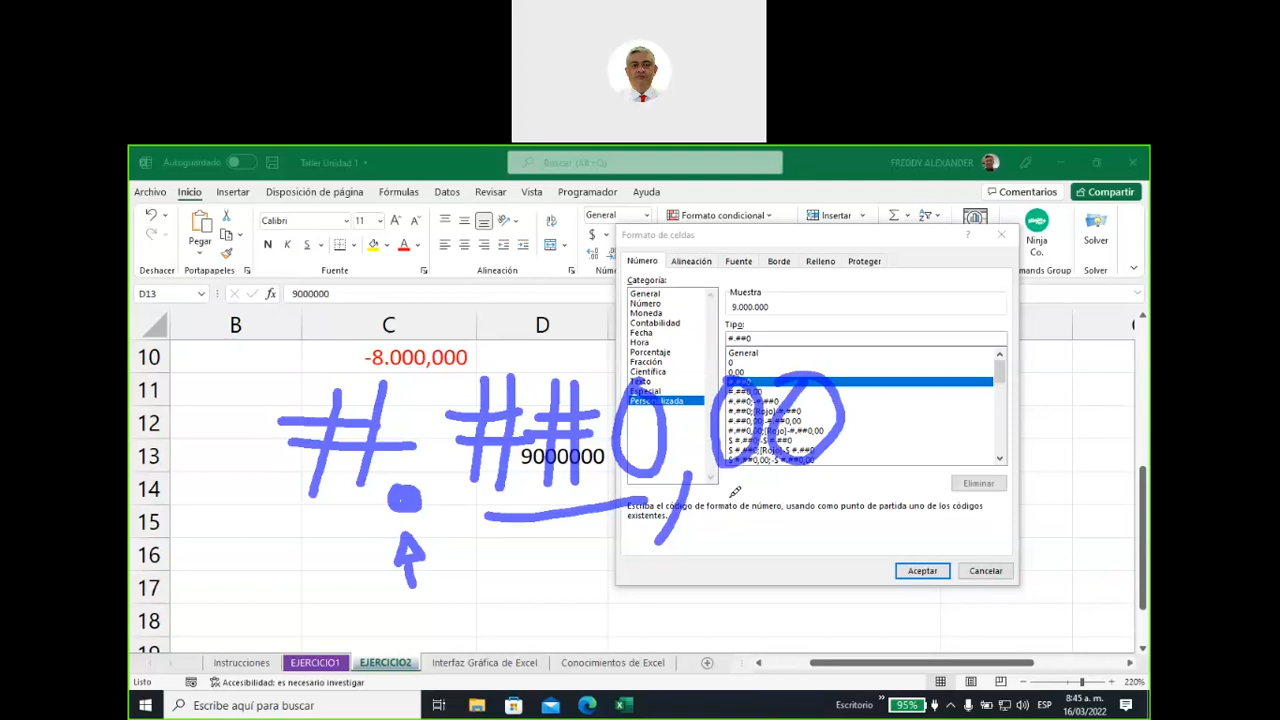 Autoguardado
Taller Unidad 1
Buscar (Alt+Q)
FREDDY ALEXANDER
Archivo Inicio Insertar Disposición de página Fórmulas Datos Revisar Vista Programador Ayuda
Comentarios Compartir
Pegar
Calibri 11
N K S
General
Formato condicional
Insertar
Ninja Co.
Solver
Deshacer Portapapeles Fuente Alineación
mands Group Solver
D13
9000000
B C D
10 -8.000,000
11
12
13 9000000
14
15
16
17
18
#.##0,00
Formato de celdas
Número Alineación Fuente Borde Relleno Proteger
Categoría:
General
Número
Moneda
Contabilidad
Fecha
Hora
Porcentaje
Fracción
Científica
Texto
Especial
Personalizada
Muestra
9.000.000
Tipo:
#.##0
General
0
0,00
#.##0
#.##0,00
#.##0;-#.##0
#.##0;[Rojo]-#.##0
#.##0,00;-#.##0,00
#.##0,00;[Rojo]-#.##0,00
$ #.##0;-$ #.##0
$ #.##0;[Rojo]-$ #.##0
$ #.##0,00;-$ #.##0,00
Eliminar
Escriba el código de formato de número, usando como punto de partida uno de los códigos
existentes.
Aceptar Cancelar
Instrucciones EJERCICIO1 EJERCICIO2 Interfaz Gráfica de Excel Conocimientos de Excel
Listo
Accesibilidad: es necesario investigar
220%
Escribe aquí para buscar
Escritorio
95%
ESP
8:45 a. m.
16/03/2022